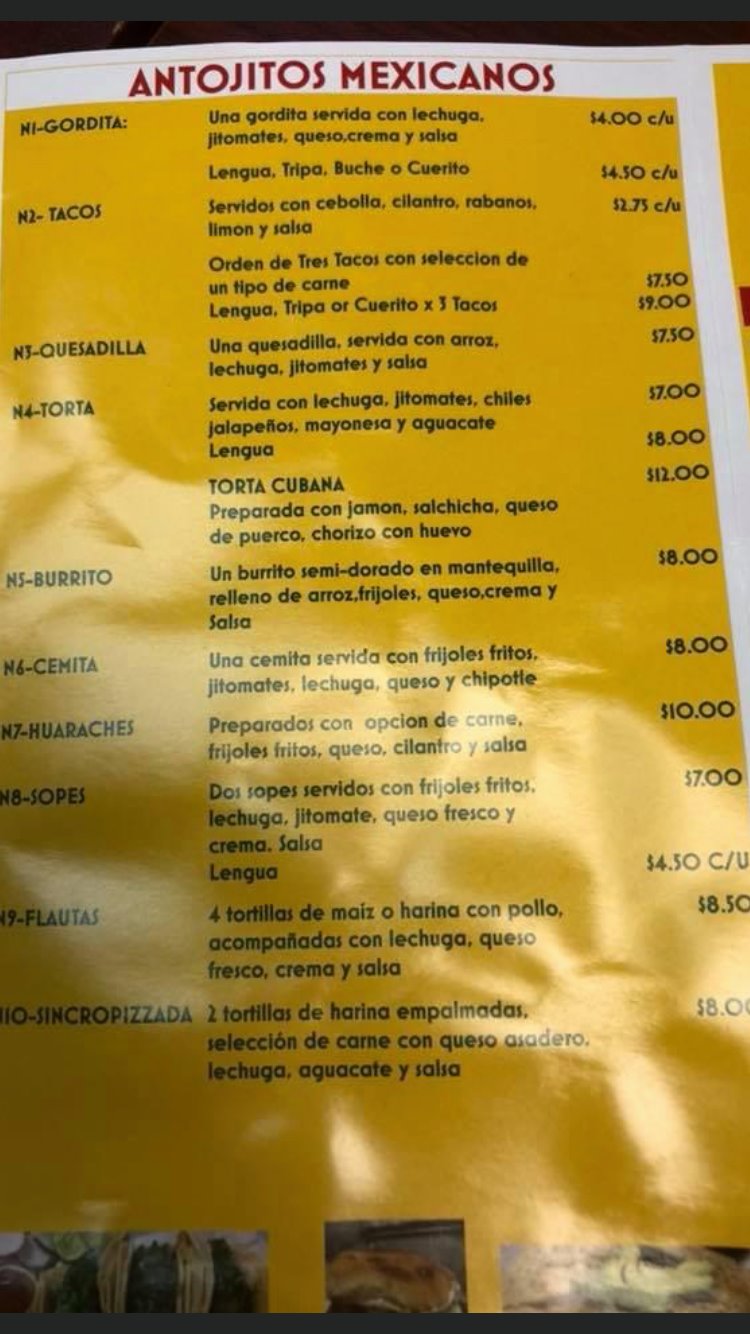 ANTOJITOS MEXICANOS
N1-GORDITA: Una gordita servida con lechuga, $4.00 c/u
jitomates, queso,crema y salsa
Lengua, Tripa, Buche o Cuerito $4.50 c/u
N2- TACOS Servidos con cebolla, cilantro, rabanos, $2.75 c/u
limon y salsa
Orden de Tres Tacos con seleccion de
un tipo de carne $7.50
Lengua, Tripa or Cuerito x 3 Tacos $9.00
N3-QUESADILLA Una quesadilla, servida con arroz, $7.50
lechuga, jitomates y salsa
N4-TORTA Servida con lechuga, jitomates, chiles $7.00
jalapeños, mayonesa y aguacate
Lengua $8.00
TORTA CUBANA $12.00
Preparada con jamon, salchicha, queso
de puerco, chorizo con huevo
N5-BURRITO Un burrito semi-dorado en mantequilla, $8.00
relleno de arroz,frijoles, queso,crema y
Salsa
N6-CEMITA Una cemita servida con frijoles fritos, $8.00
jitomates, lechuga, queso y chipotle
N7-HUARACHES Preparados con opcion de carne, $10.00
frijoles fritos, queso, cilantro y salsa
N8-SOPES Dos sopes servidos con frijoles fritos, $7.00
lechuga, jitomate, queso fresco y
crema. Salsa
Lengua $4.50 C/U
N9-FLAUTAS 4 tortillas de maiz o harina con pollo, $8.50
acompañadas con lechuga, queso
fresco, crema y salsa
N10-SINCROPIZZADA 2 tortillas de harina empalmadas, $8.00
selección de carne con queso asadero,
lechuga, aguacate y salsa